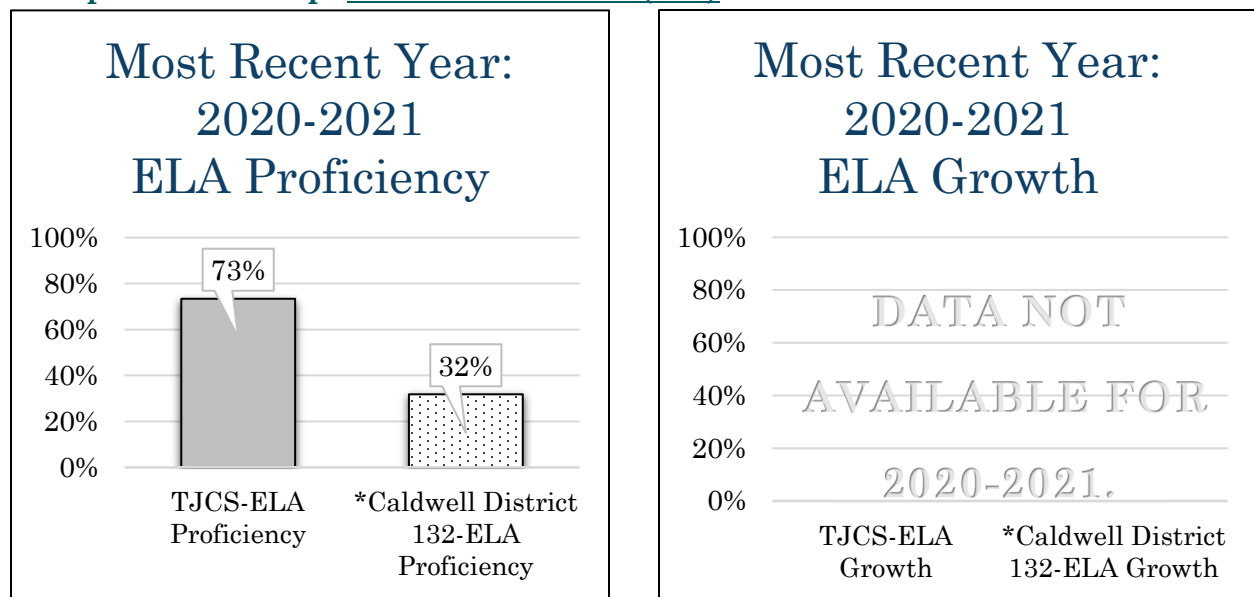 Most Recent Year:
2020-2021
ELA Proficiency
100%
80%
60%
40%
20%
0%
73%
32%
TJCS-ELA
Proficiency
*Caldwell District
132-ELA
Proficiency
Most Recent Year:
2020-2021
ELA Growth
100%
80%
60%
40%
20%
0%
DATA NOT
AVAILABLE FOR
2020-2021.
TJCS-ELA
Growth
*Caldwell District
132-ELA Growth